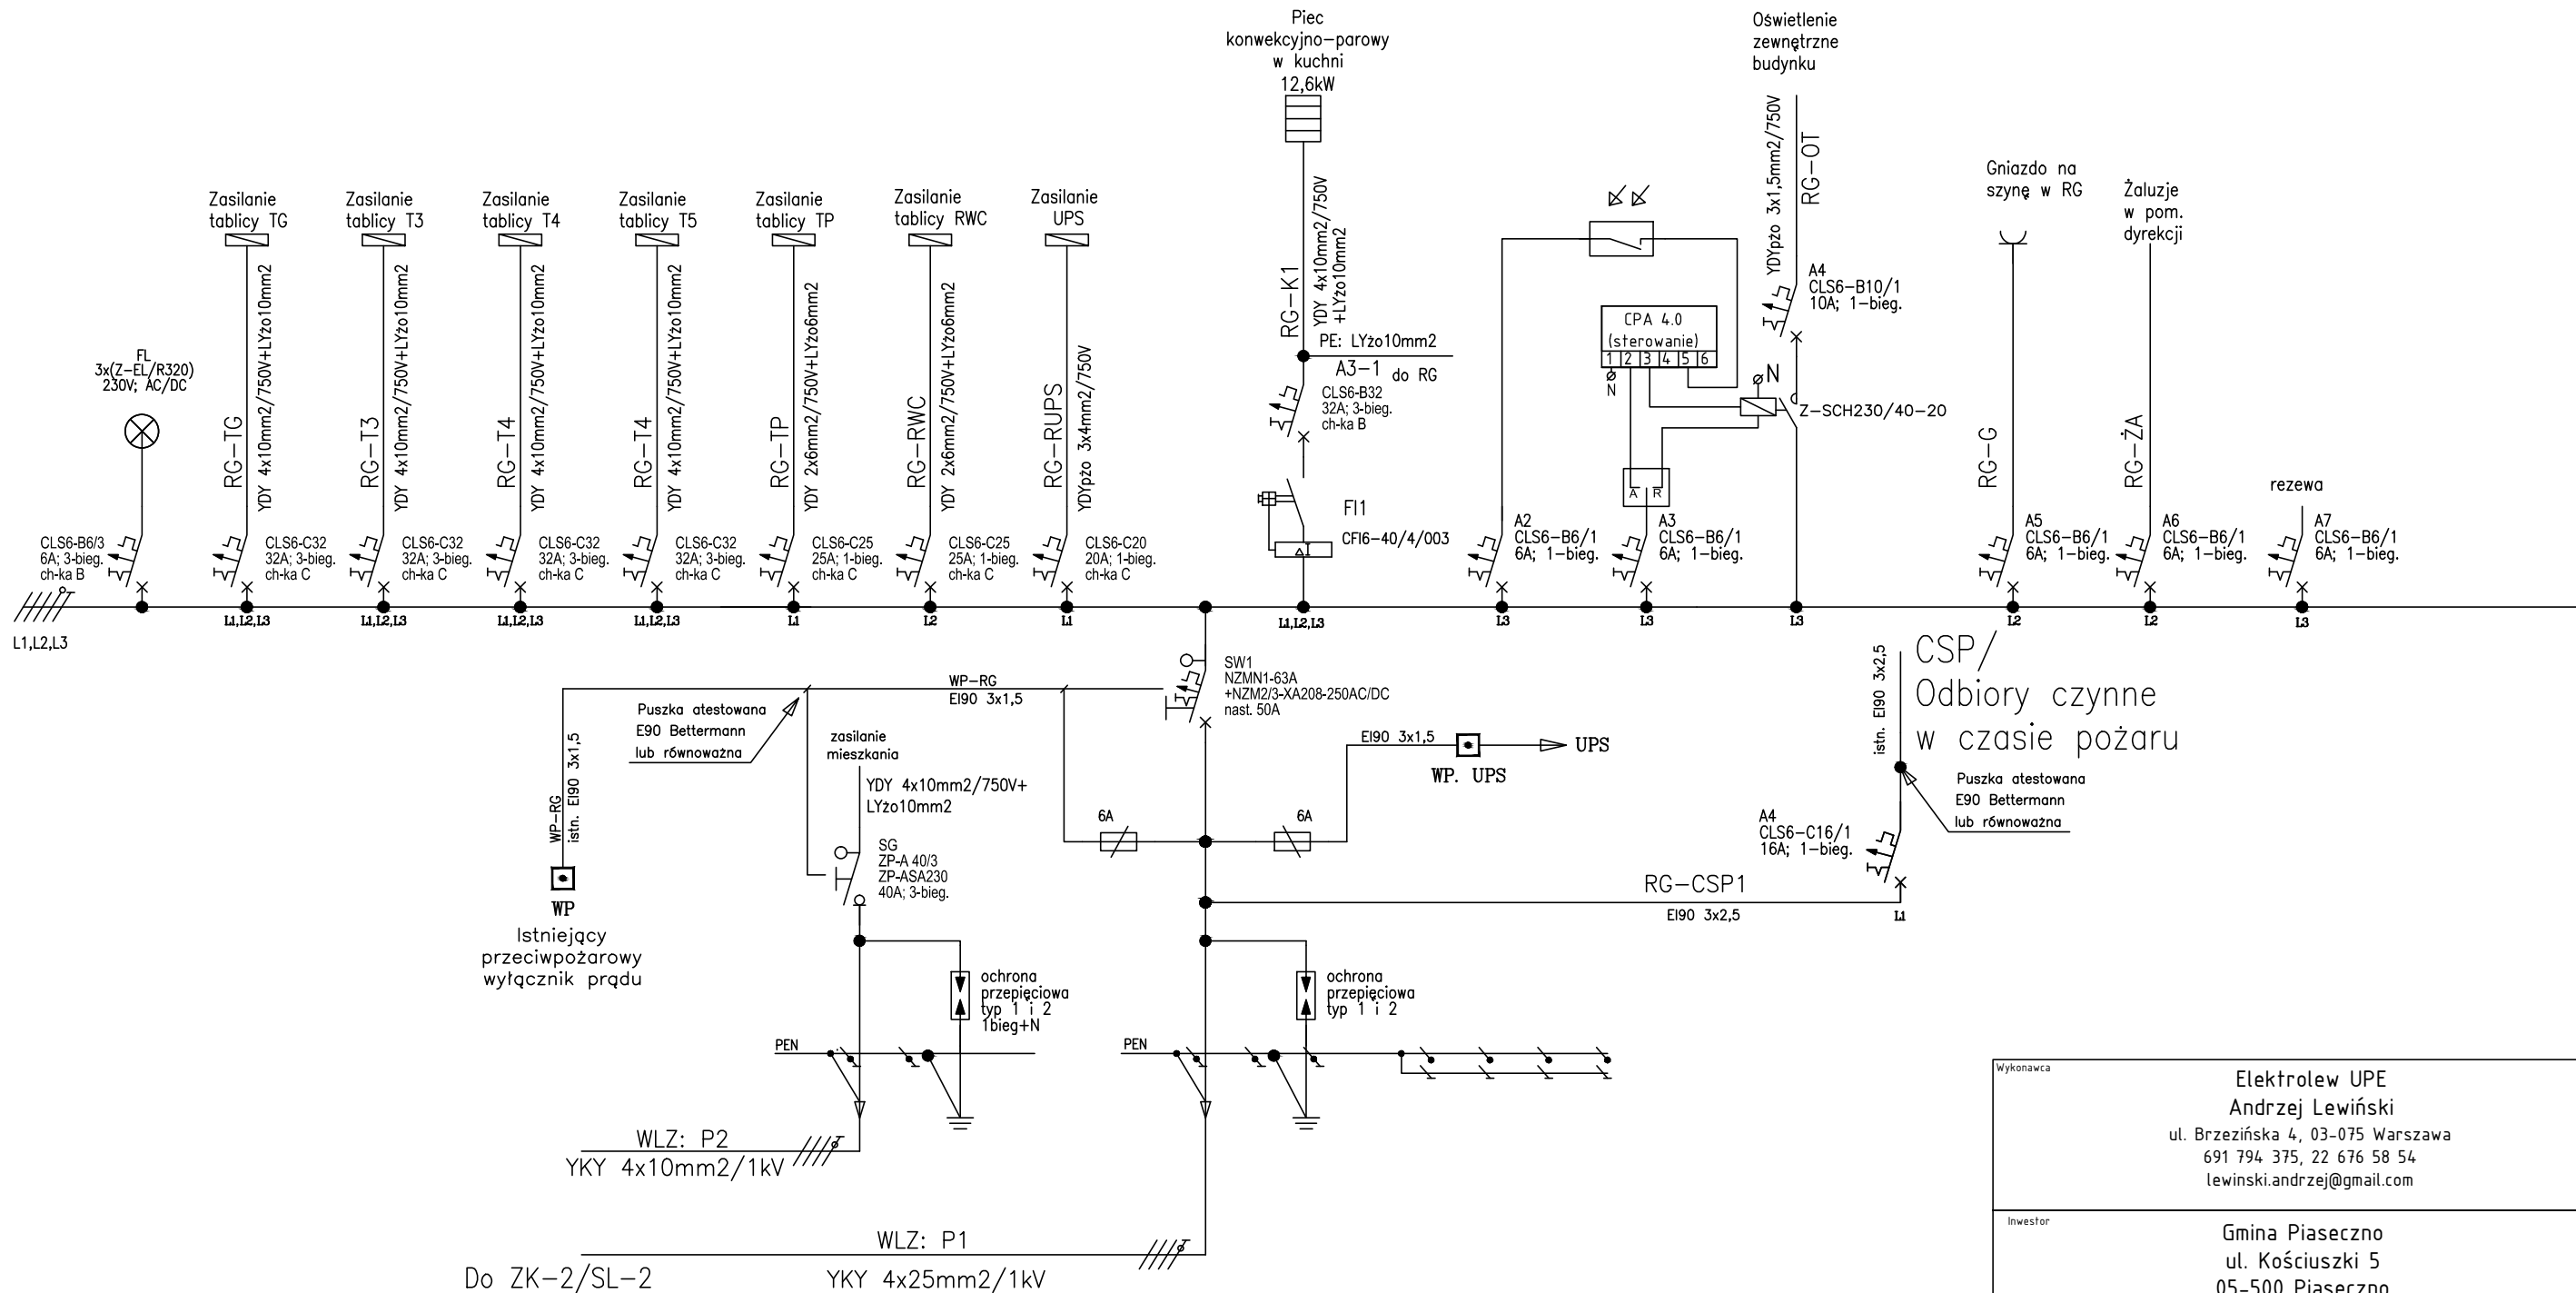 Piec
konwekcyjno-parowy
w kuchni
12,6kW
Oświetlenie
zewnętrzne
budynku
Zasilanie
tablicy TG
Zasilanie
tablicy T3
Zasilanie
tablicy T4
Zasilanie
tablicy T5
Zasilanie
tablicy TP
Zasilanie
tablicy RWC
Zasilanie
UPS
Gniazdo na
szynę w RG
Żaluzje
w pom.
dyrekcji
rezewa
FL
3x(Z-EL/R320)
230V; AC/DC
RG-TG
YDY 4x10mm2/750V+LYżo10mm2
RG-T3
YDY 4x10mm2/750V+LYżo10mm2
RG-T4
YDY 4x10mm2/750V+LYżo10mm2
RG-T4
YDY 4x10mm2/750V+LYżo10mm2
RG-TP
YDY 2x6mm2/750V+LYżo6mm2
RG-RWC
YDY 2x6mm2/750V+LYżo6mm2
RG-RUPS
YDYpżo 3x4mm2/750V
RG-K1
YDY 4x10mm2/750V
+LYżo10mm2
PE: LYżo10mm2
A3-1
do RG
CLS6-B32
32A; 3-bieg.
ch-ka B
FI1
CFI6-40/4/003
ΔI
CPA 4.0
(sterowanie)
1 2 3 4 5 6
N
N
A R
YDYpżo 3x1,5mm2/750V
RG-OT
A4
CLS6-B10/1
10A; 1-bieg.
Z-SCH230/40-20
RG-G
RG-ŻA
CLS6-B6/3
6A; 3-bieg.
ch-ka B
CLS6-C32
32A; 3-bieg.
ch-ka C
CLS6-C32
32A; 3-bieg.
ch-ka C
CLS6-C32
32A; 3-bieg.
ch-ka C
CLS6-C32
32A; 3-bieg.
ch-ka C
CLS6-C25
25A; 1-bieg.
ch-ka C
CLS6-C25
25A; 1-bieg.
ch-ka C
CLS6-C20
20A; 1-bieg.
ch-ka C
A2
CLS6-B6/1
6A; 1-bieg.
A3
CLS6-B6/1
6A; 1-bieg.
A5
CLS6-B6/1
6A; 1-bieg.
A6
CLS6-B6/1
6A; 1-bieg.
A7
CLS6-B6/1
6A; 1-bieg.
L1,L2,L3
L1,L2,L3
L1,L2,L3
L1,L2,L3
L1,L2,L3
L1
L2
L1
L1,L2,L3
L3
L3
L3
L2
L2
L3
SW1
NZMN1-63A
+NZM2/3-XA208-250AC/DC
nast. 50A
WP-RG
EI90 3x1,5
Puszka atestowana
E90 Bettermann
lub równoważna
WP-RG
istn. EI90 3x1,5
WP
Istniejący
przeciwpożarowy
wyłącznik prądu
zasilanie
mieszkania
YDY 4x10mm2/750V+
LYżo10mm2
SG
ZP-A 40/3
ZP-ASA230
40A; 3-bieg.
6A
6A
EI90 3x1,5
WP. UPS
UPS
istn. EI90 3x2,5
CSP/
Odbiory czynne
w czasie pożaru
Puszka atestowana
E90 Bettermann
lub równoważna
A4
CLS6-C16/1
16A; 1-bieg.
RG-CSP1
EI90 3x2,5
L1
ochrona
przepięciowa
typ 1 i 2
1bieg+N
ochrona
przepięciowa
typ 1 i 2
PEN
PEN
WLZ: P2
YKY 4x10mm2/1kV
WLZ: P1
YKY 4x25mm2/1kV
Do ZK-2/SL-2
Wykonawca
Elektrolew UPE
Andrzej Lewiński
ul. Brzezińska 4, 03-075 Warszawa
691 794 375, 22 676 58 54
lewinski.andrzej@gmail.com
Inwestor
Gmina Piaseczno
ul. Kościuszki 5
05-500 Piaseczno